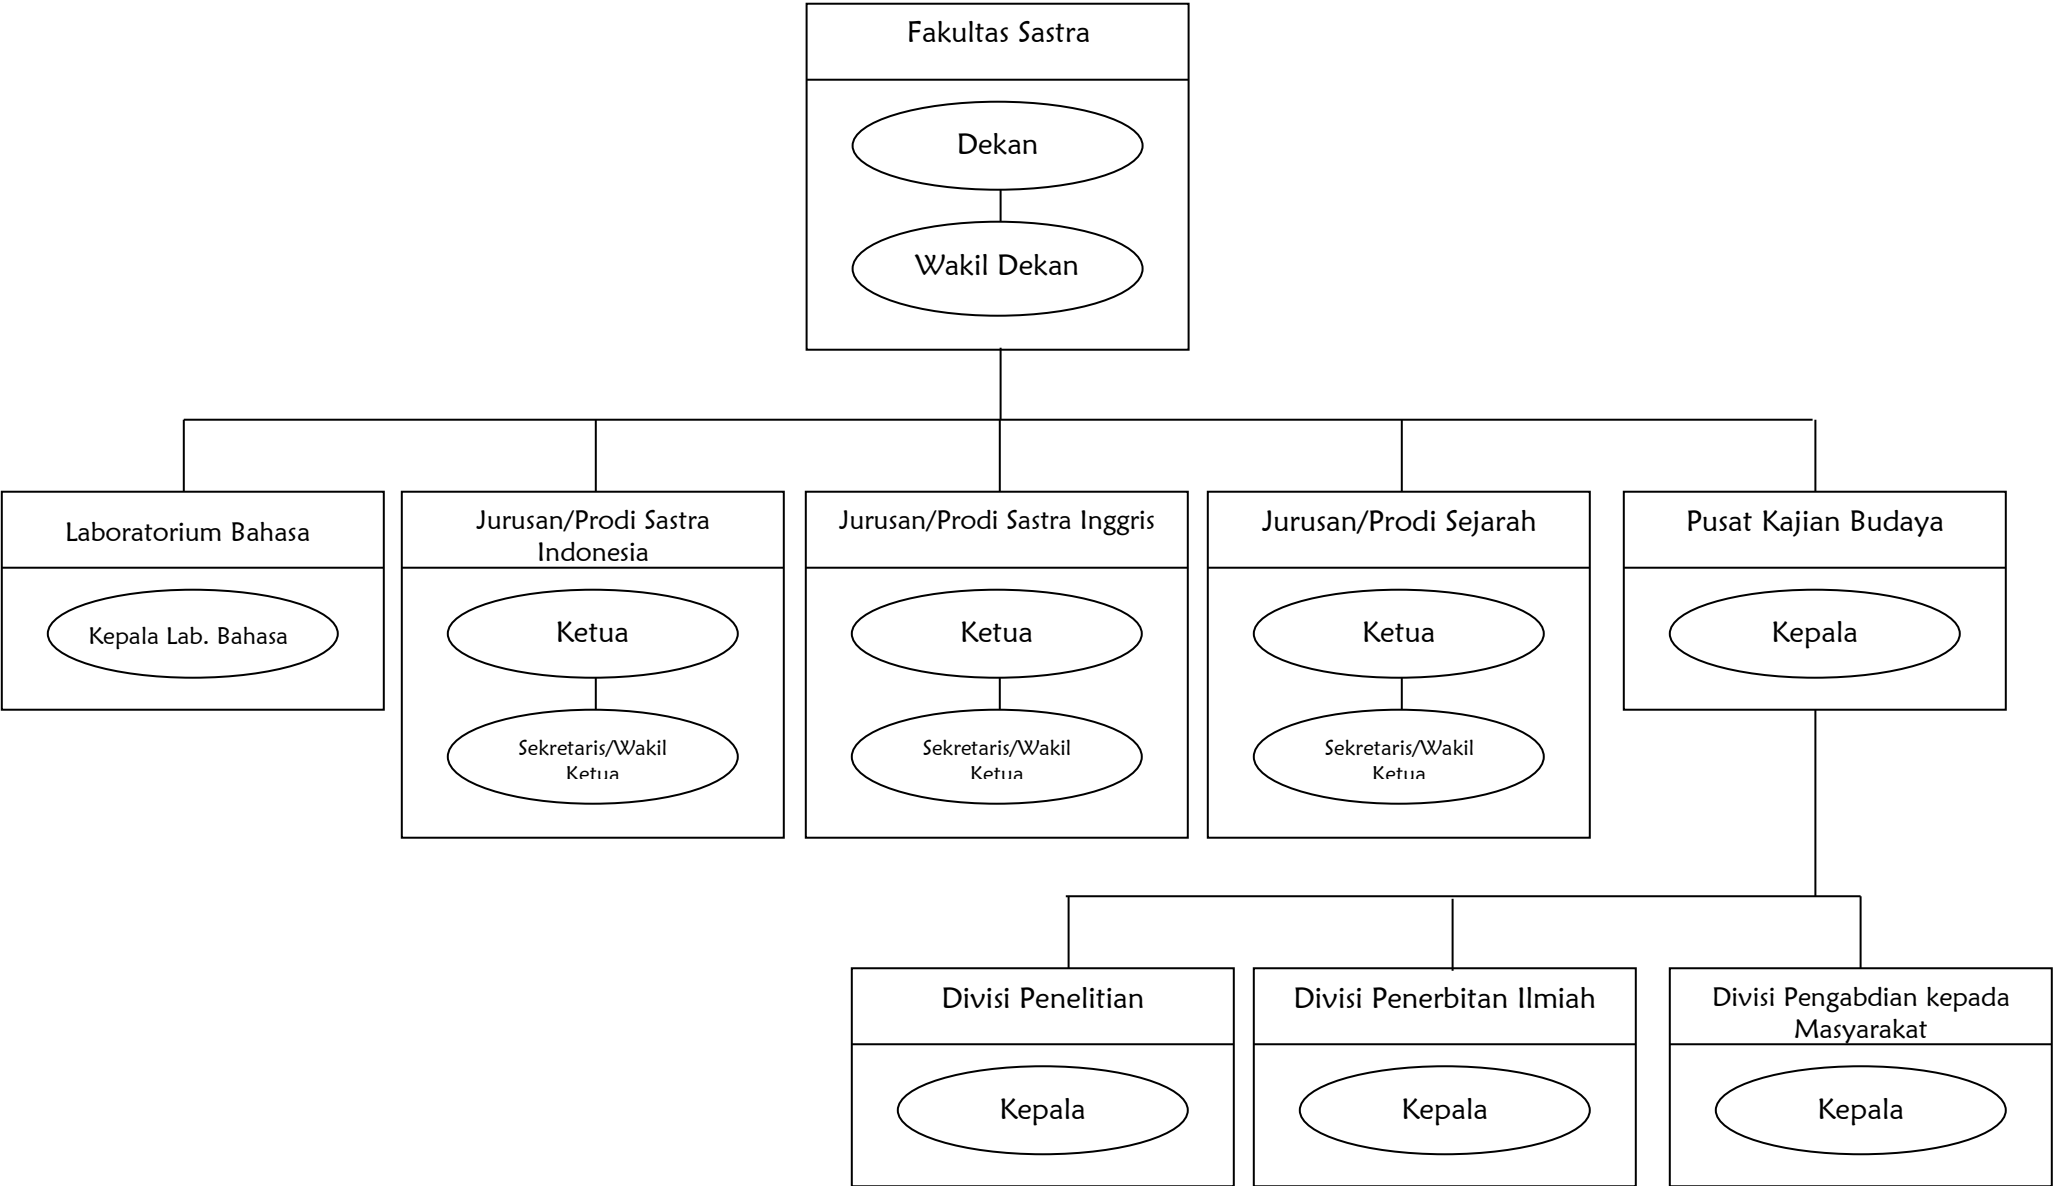 Fakultas Sastra
Dekan
Wakil Dekan
Laboratorium Bahasa
Kepala Lab. Bahasa
Jurusan/Prodi Sastra
Indonesia
Ketua
Sekretaris/Wakil
Ketua
Jurusan/Prodi Sastra Inggris
Ketua
Sekretaris/Wakil
Ketua
Jurusan/Prodi Sejarah
Ketua
Sekretaris/Wakil
Ketua
Pusat Kajian Budaya
Kepala
Divisi Penelitian
Kepala
Divisi Penerbitan Ilmiah
Kepala
Divisi Pengabdian kepada
Masyarakat
Kepala